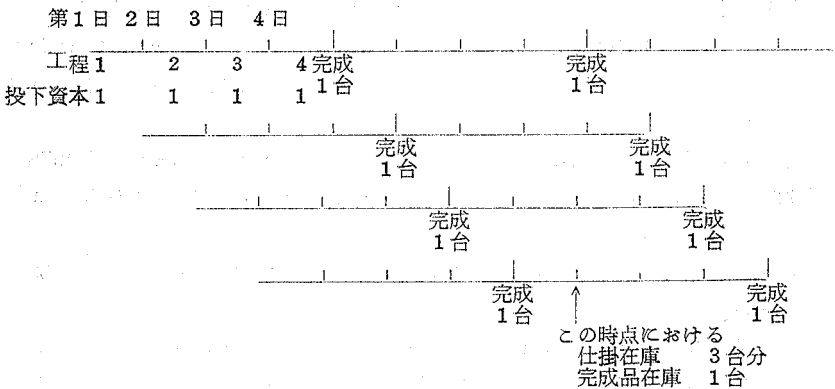 第1日 2日 3日 4日
工程 1 2 3 4 完成 完成
1台 1台
投下資本 1 1 1 1
完成 完成
1台 1台
完成 完成
1台 1台
完成 完成
1台 1台
この時点における
仕掛在庫 3台分
完成品在庫 1台